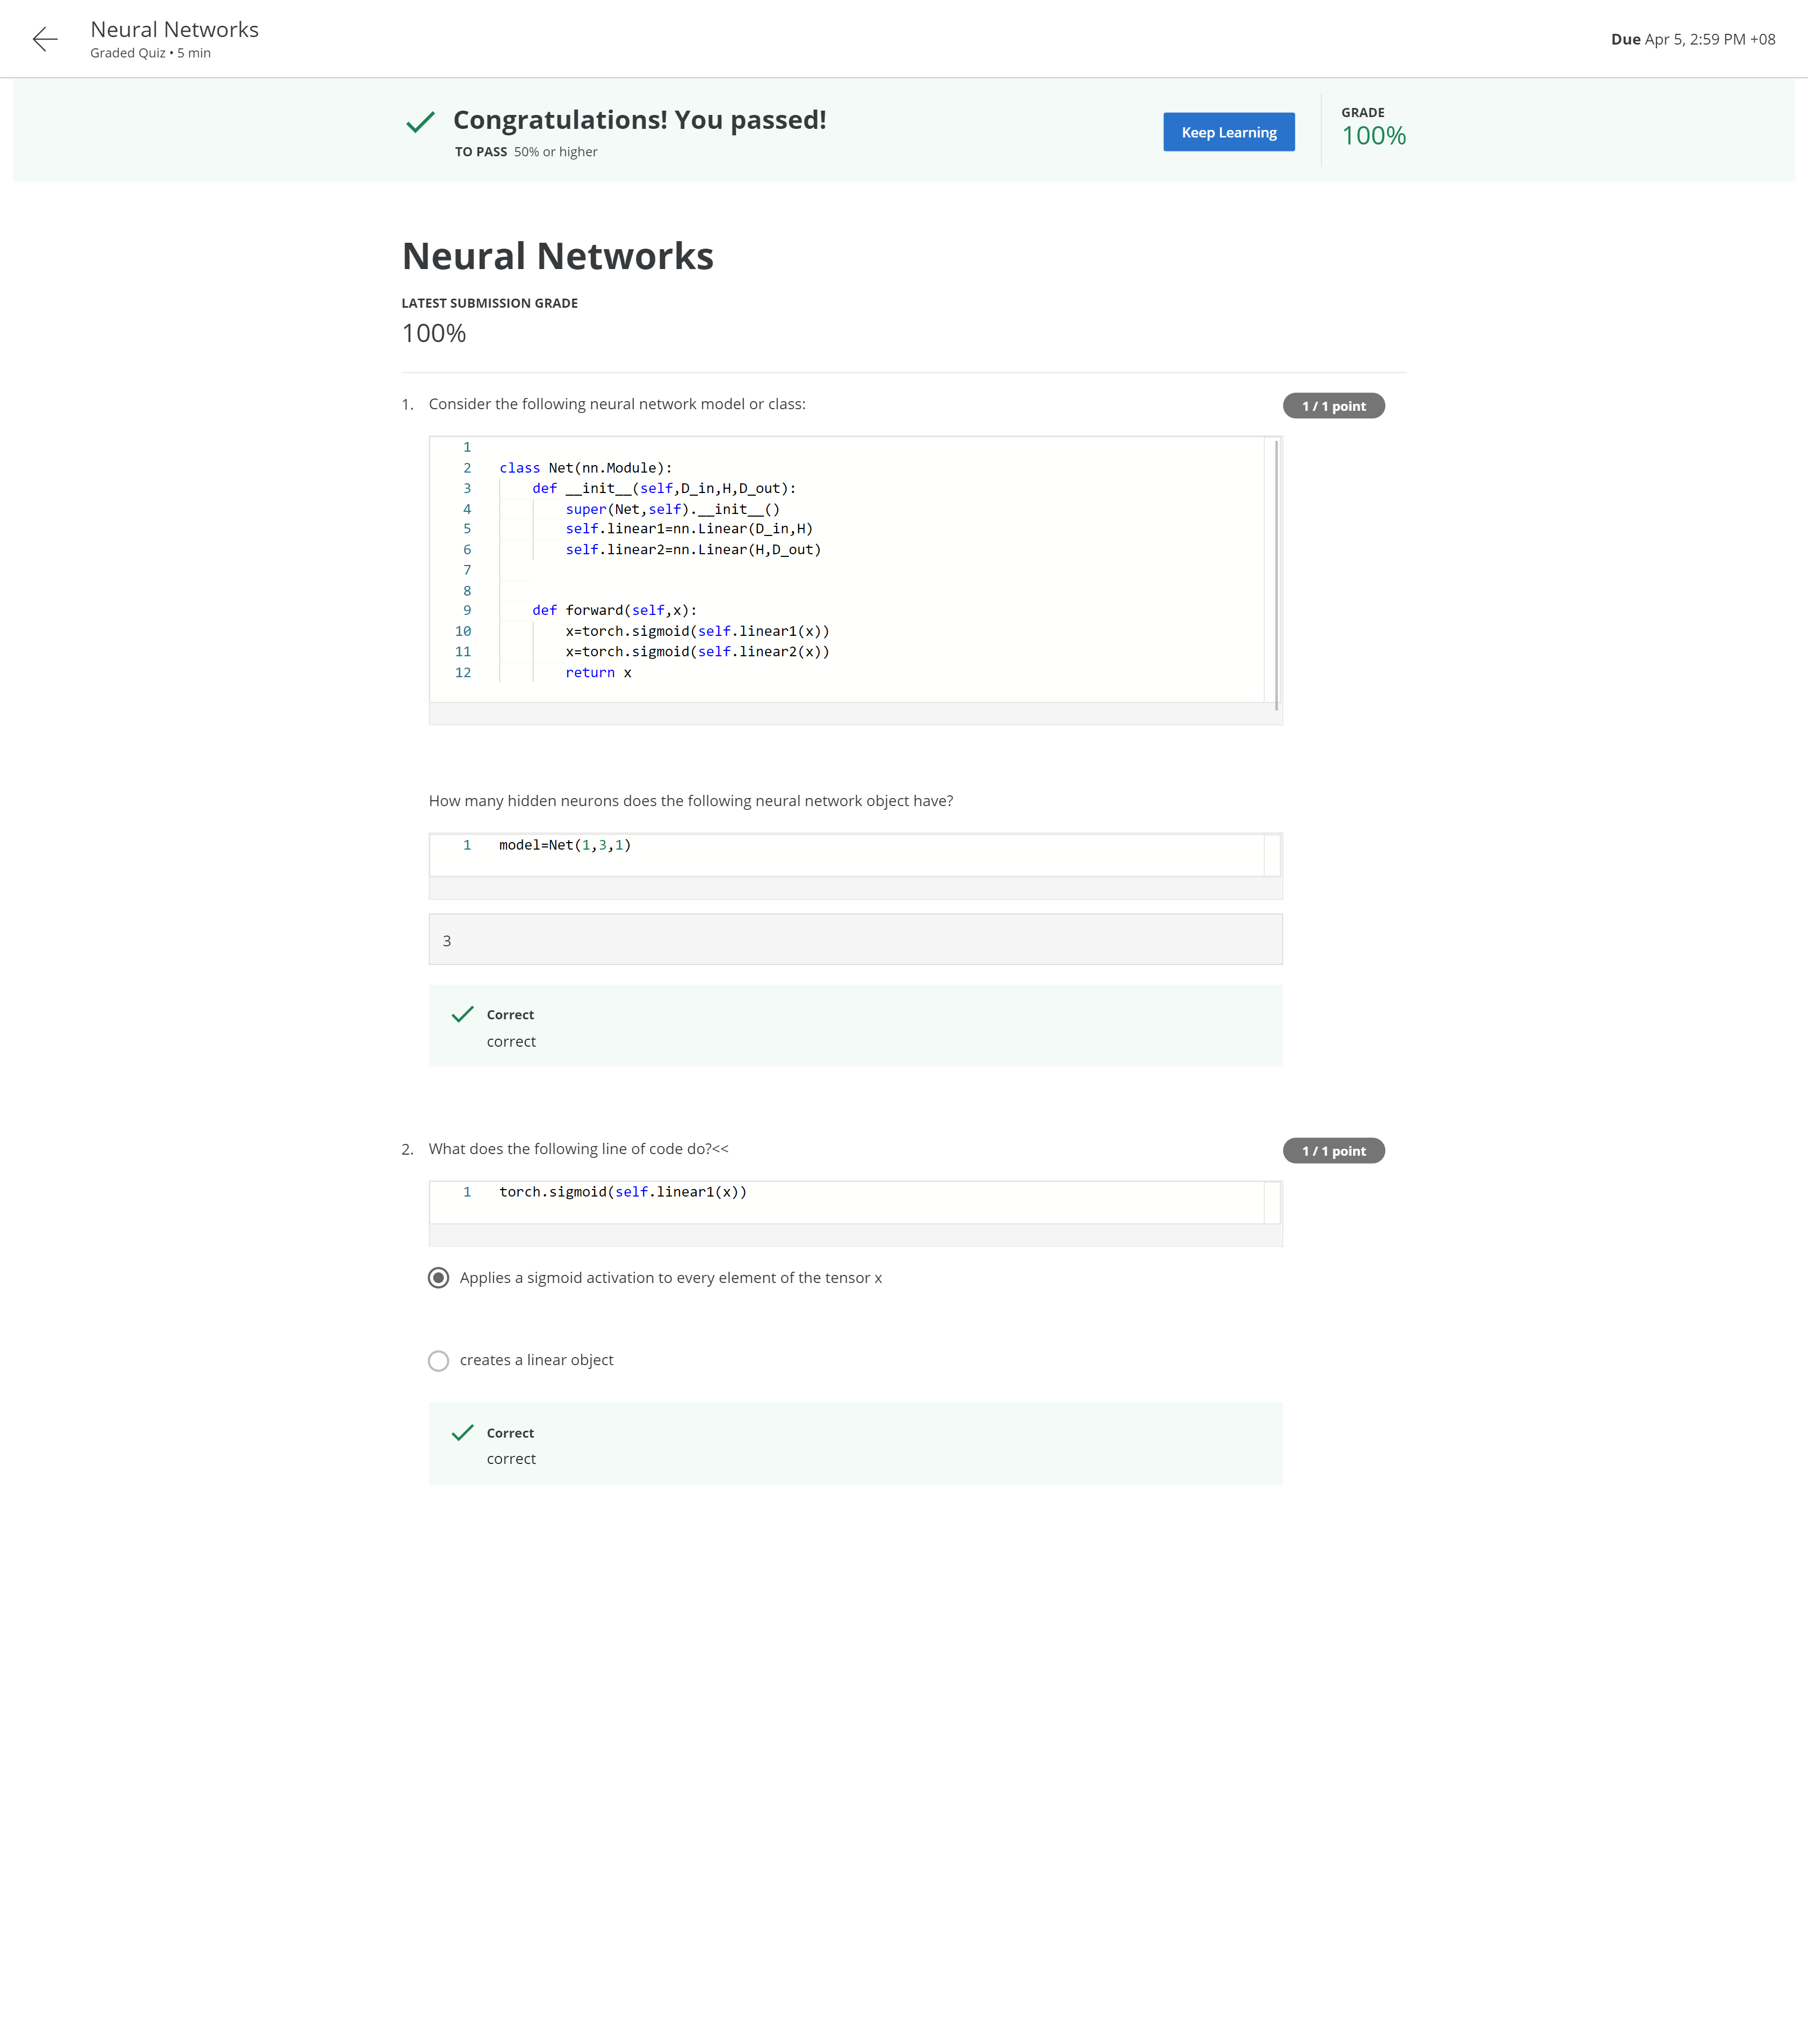 Neural Networks
Graded Quiz • 5 min
Due Apr 5, 2:59 PM +08
Congratulations! You passed!
TO PASS 50% or higher
Keep Learning
GRADE
100%
Neural Networks
LATEST SUBMISSION GRADE
100%
1. Consider the following neural network model or class:
1 / 1 point
1
2 class Net(nn.Module):
3     def __init__(self,D_in,H,D_out):
4         super(Net,self).__init__()
5         self.linear1=nn.Linear(D_in,H)
6         self.linear2=nn.Linear(H,D_out)
7
8
9     def forward(self,x):
10         x=torch.sigmoid(self.linear1(x))
11         x=torch.sigmoid(self.linear2(x))
12         return x
How many hidden neurons does the following neural network object have?
1 model=Net(1,3,1)
3
Correct
correct
2. What does the following line of code do?<<
1 / 1 point
1 torch.sigmoid(self.linear1(x))
Applies a sigmoid activation to every element of the tensor x
creates a linear object
Correct
correct